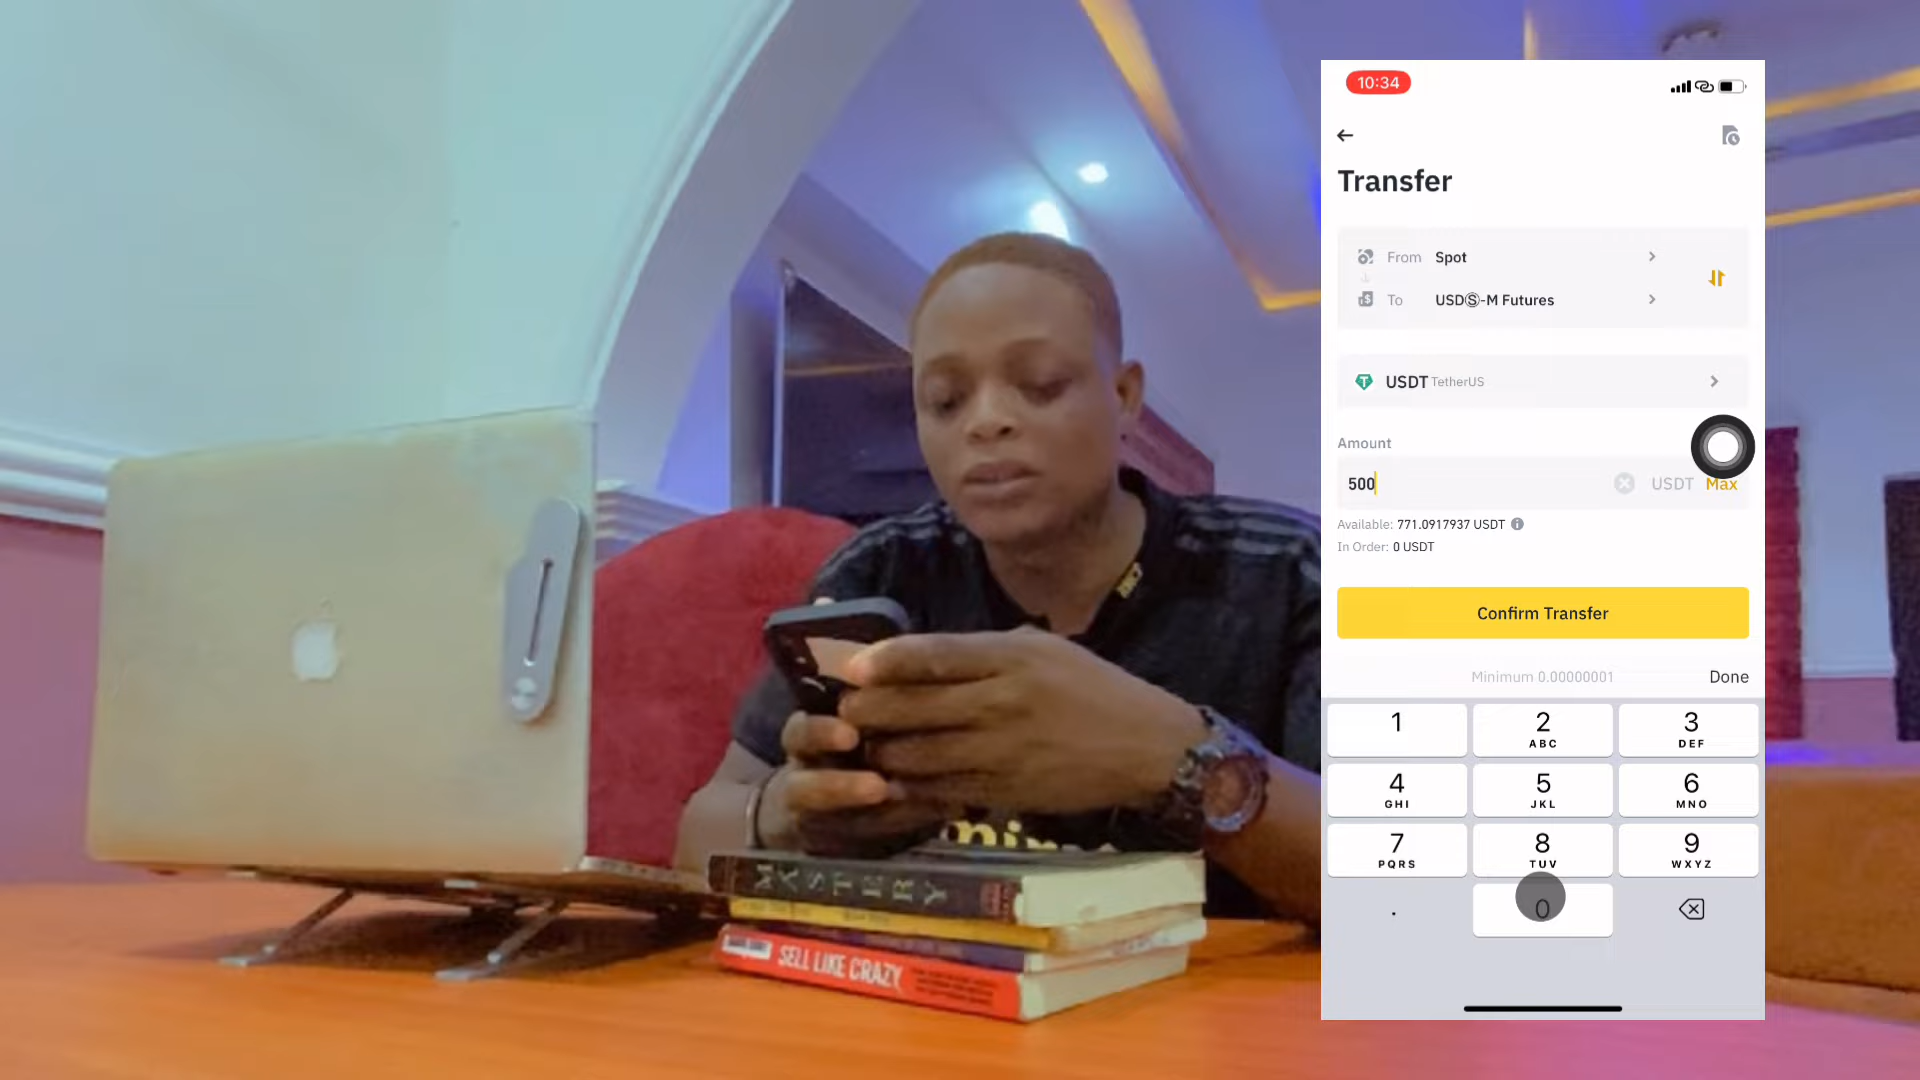 10:34
Transfer
From Spot
To USDⓈ-M Futures
USDT TetherUS
Amount
500 USDT Max
Available: 771.0917937 USDT
In Order: 0 USDT
Confirm Transfer
Minimum 0.00000001 Done
1 2 3
ABC DEF
4 5 6
GHI JKL MNO
7 8 9
PQRS TUV WXYZ
. 0
MASTERY
SELL LIKE CRAZY